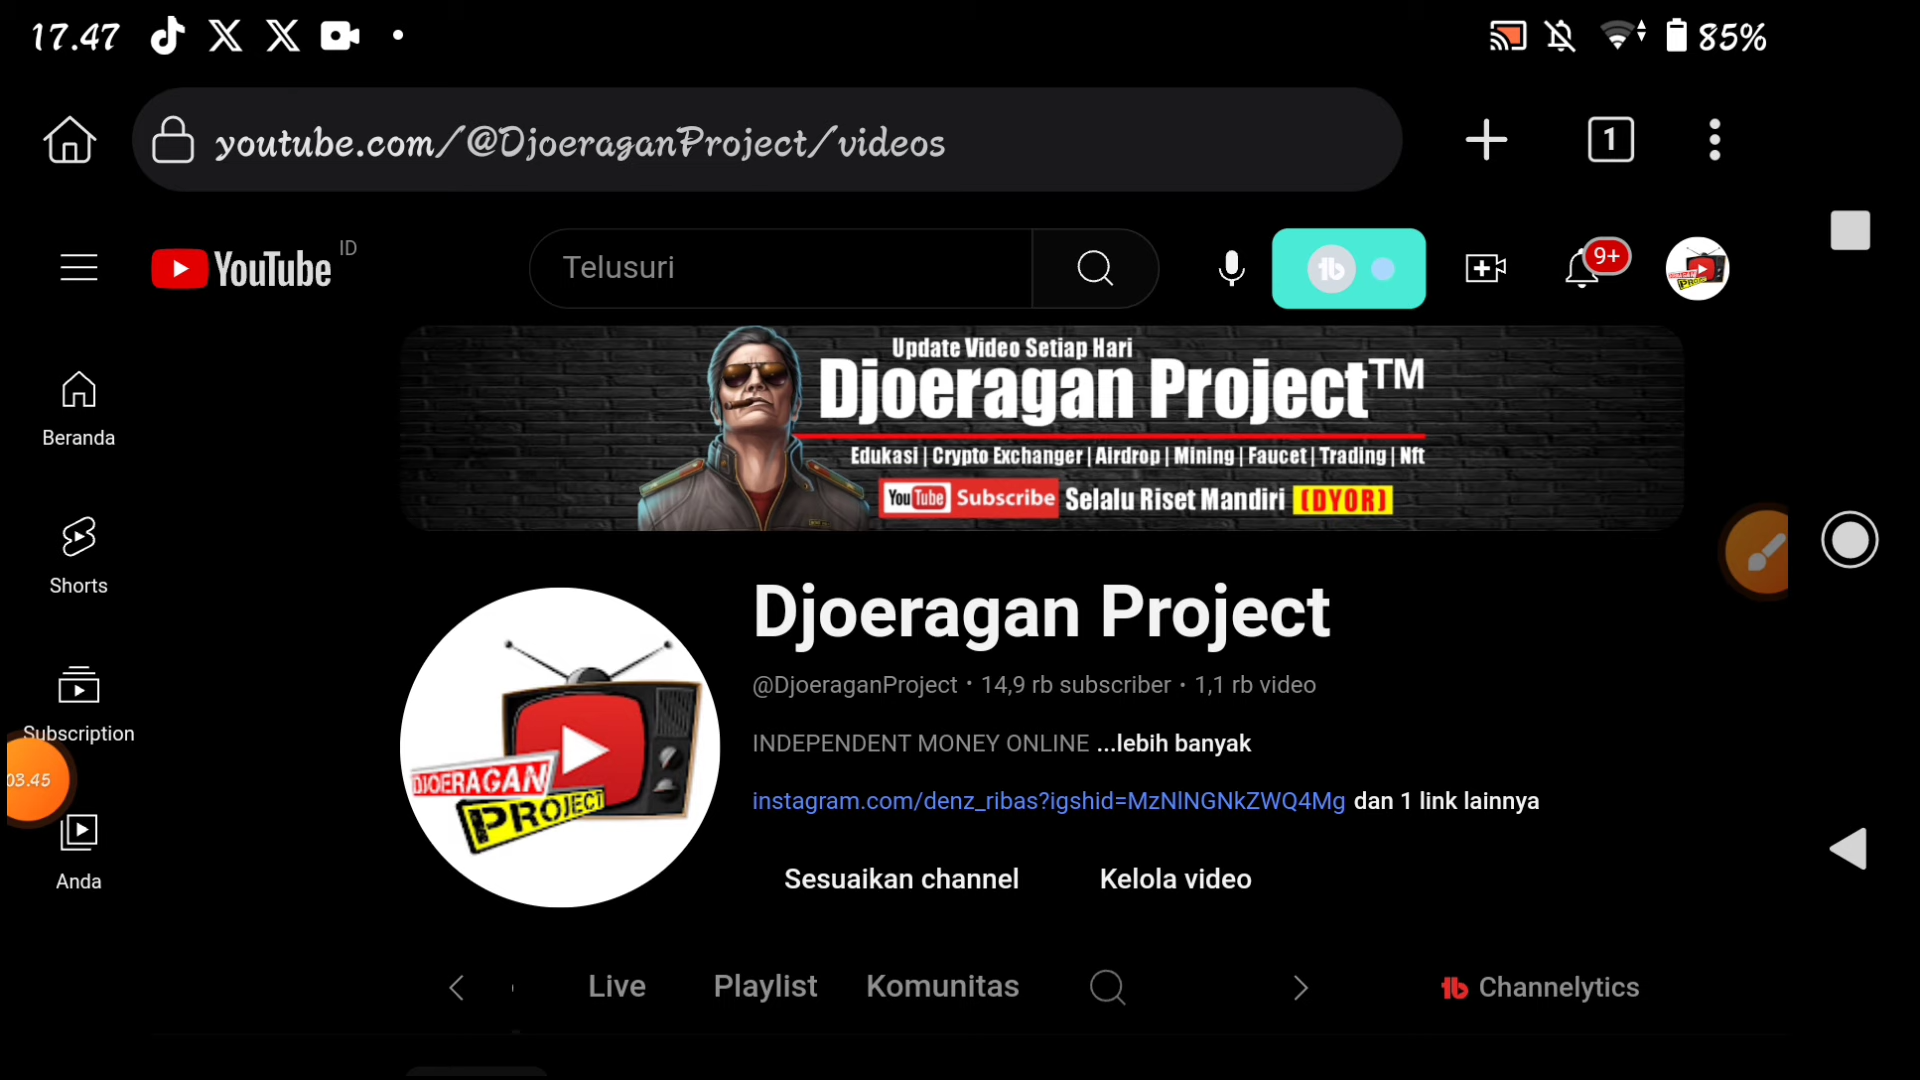 17.47
85%
youtube.com/@DjoeraganProject/videos
1
YouTube ID
Telusuri
9+
Update Video Setiap Hari
Djoeragan Project™
Edukasi | Crypto Exchanger | Airdrop | Mining | Faucet | Trading | Nft
YouTube Subscribe Selalu Riset Mandiri (DYOR)
Beranda
Shorts
Subscription
03.45
Anda
DJOERAGAN
PROJECT
Djoeragan Project
@DjoeraganProject • 14,9 rb subscriber • 1,1 rb video
INDEPENDENT MONEY ONLINE ...lebih banyak
instagram.com/denz_ribas?igshid=MzNlNGNkZWQ4Mg dan 1 link lainnya
Sesuaikan channel
Kelola video
Live
Playlist
Komunitas
Channelytics